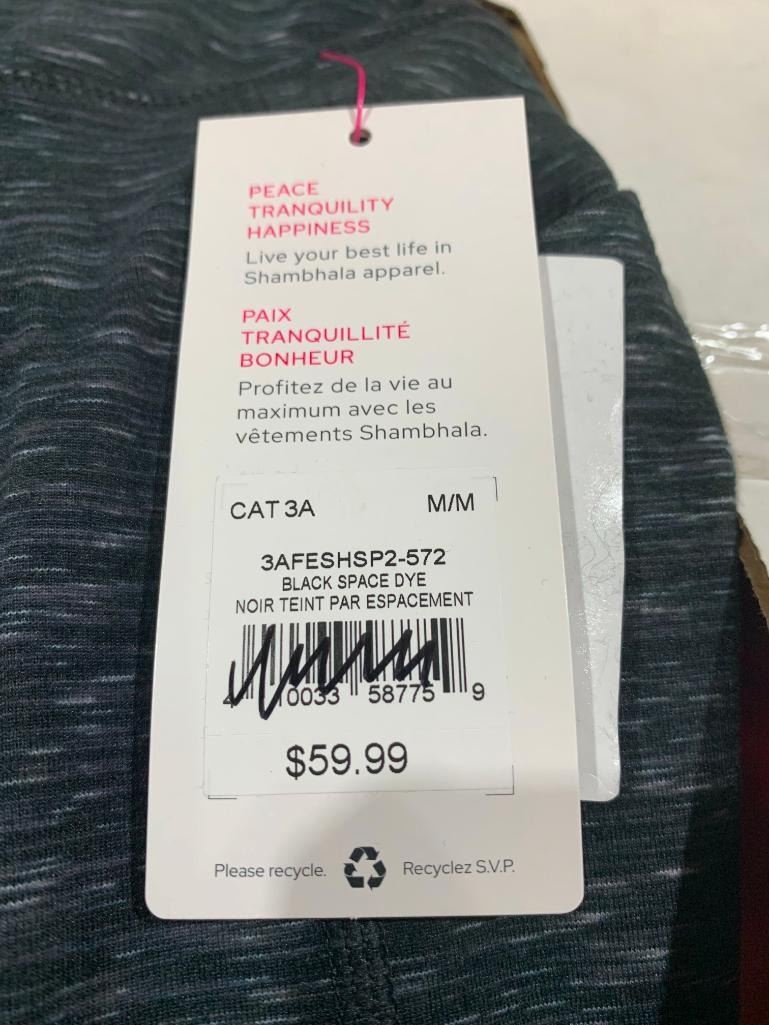 PEACE
TRANQUILITY
HAPPINESS
Live your best life in
Shambhala apparel.
PAIX
TRANQUILLITÉ
BONHEUR
Profitez de la vie au
maximum avec les
vêtements Shambhala.
CAT 3A M/M
3AFESHSP2-572
BLACK SPACE DYE
NOIR TEINT PAR ESPACEMENT
10033 58775 9
$59.99
Please recycle. Recyclez S.V.P.